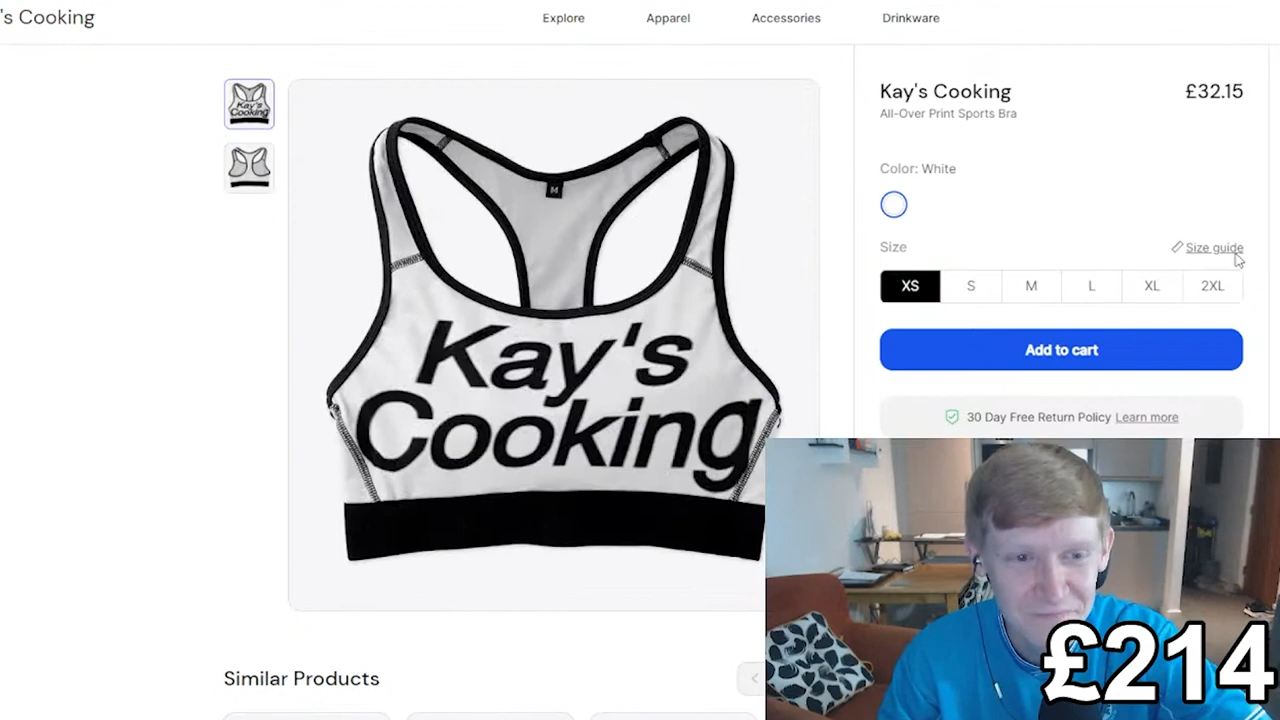 's Cooking
Explore
Apparel
Accessories
Drinkware
Kay's Cooking
£32.15
All-Over Print Sports Bra
Color: White
Size
Size guide
XS
S
M
L
XL
2XL
Add to cart
30 Day Free Return Policy Learn more
M
Kay's
Cooking
Similar Products
£214